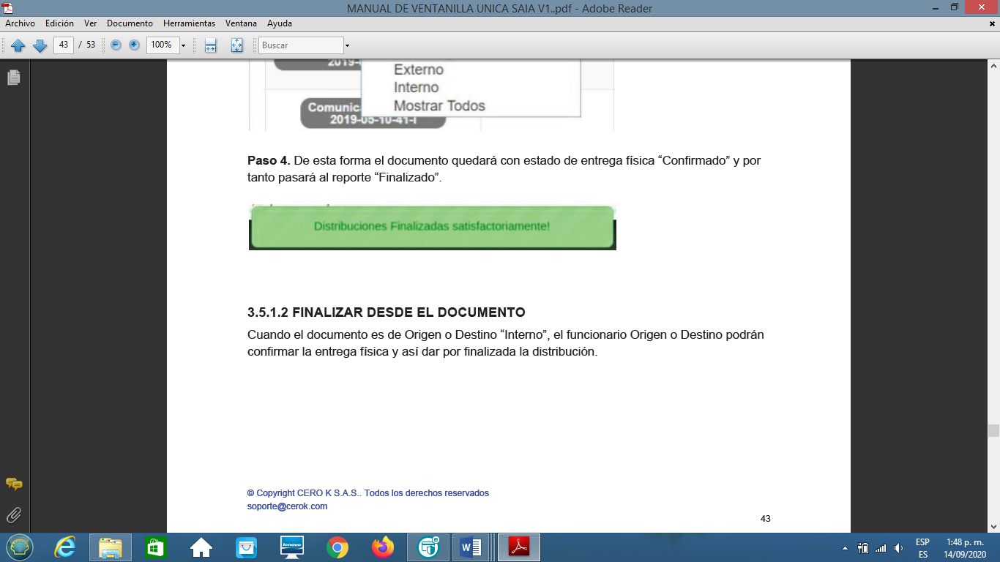 MANUAL DE VENTANILLA UNICA SAIA V1..pdf - Adobe Reader
Archivo Edición Ver Documento Herramientas Ventana Ayuda
43 / 53 100% Buscar
Externo
Interno
Mostrar Todos
Comunic
2019-05-10-41-I
Paso 4. De esta forma el documento quedará con estado de entrega física “Confirmado” y por
tanto pasará al reporte “Finalizado”.
Distribuciones Finalizadas satisfactoriamente!
3.5.1.2 FINALIZAR DESDE EL DOCUMENTO
Cuando el documento es de Origen o Destino “Interno”, el funcionario Origen o Destino podrán
confirmar la entrega física y así dar por finalizada la distribución.
© Copyright CERO K S.A.S.. Todos los derechos reservados
soporte@cerok.com
43
lenovo
ESP 1:48 p. m.
ES 14/09/2020